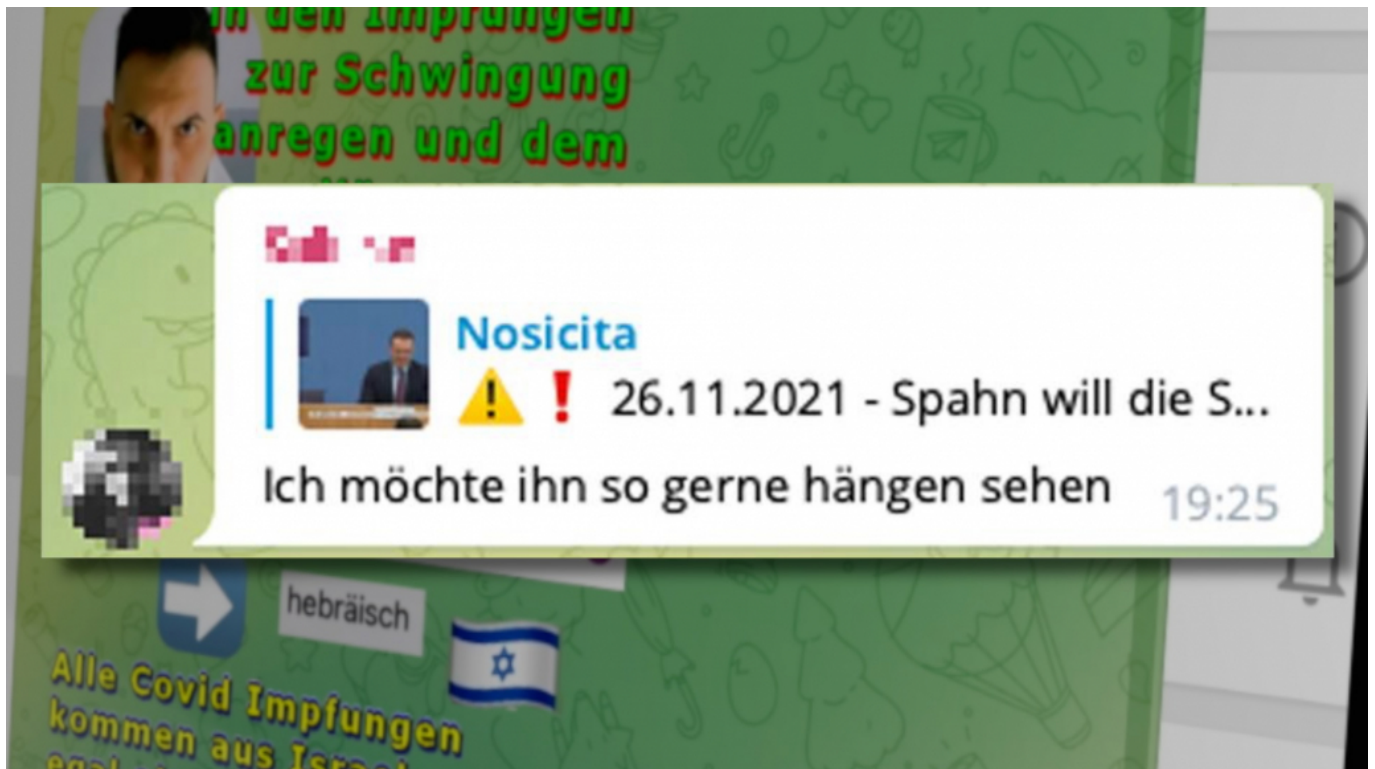 in den Impfungen
zur Schwingung
anregen und dem
Nosicita
26.11.2021 - Spahn will die S...
Ich möchte ihn so gerne hängen sehen
19:25
hebräisch
Alle Covid Impfungen
kommen aus